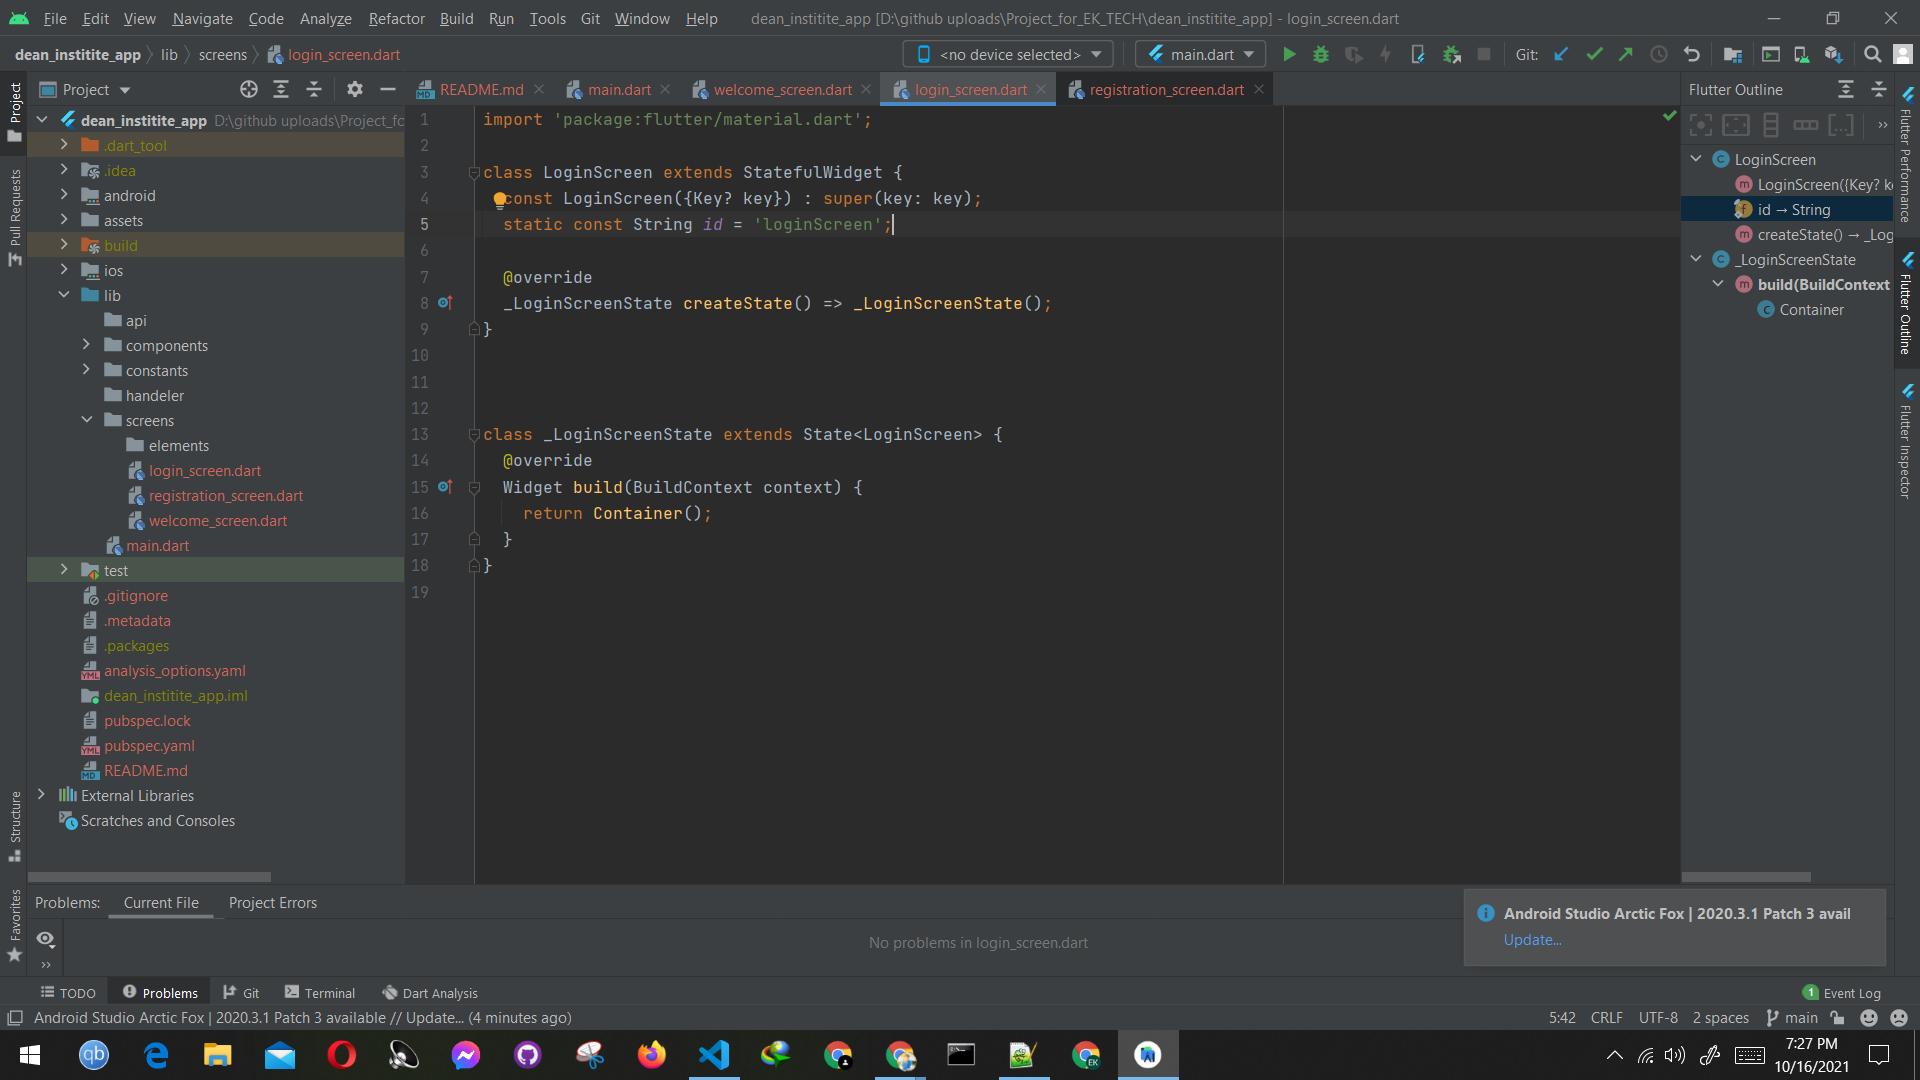 File Edit View Navigate Code Analyze Refactor Build Run Tools Git Window Help dean_institite_app [D:\github uploads\Project_for_EK_TECH\dean_institite_app] - login_screen.dart
dean_institite_app lib screens login_screen.dart <no device selected> main.dart Git:
Project README.md main.dart welcome_screen.dart login_screen.dart registration_screen.dart Flutter Outline
dean_institite_app D:\github uploads\Project_fc
.dart_tool
.idea
android
assets
build
ios
lib
api
components
constants
handeler
screens
elements
login_screen.dart
registration_screen.dart
welcome_screen.dart
main.dart
test
.gitignore
.metadata
.packages
analysis_options.yaml
dean_institite_app.iml
pubspec.lock
pubspec.yaml
README.md
External Libraries
Scratches and Consoles
1 import 'package:flutter/material.dart';
2
3 class LoginScreen extends StatefulWidget {
4 const LoginScreen({Key? key}) : super(key: key);
5 static const String id = 'loginScreen';
6
7 @override
8 _LoginScreenState createState() => _LoginScreenState();
9 }
10
11
12
13 class _LoginScreenState extends State<LoginScreen> {
14 @override
15 Widget build(BuildContext context) {
16 return Container();
17 }
18 }
19
LoginScreen
LoginScreen({Key? k
id → String
createState() → _Log
_LoginScreenState
build(BuildContext
Container
Project
Pull Requests
Structure
Favorites
Flutter Performance
Flutter Outline
Flutter Inspector
Problems: Current File Project Errors
No problems in login_screen.dart
Android Studio Arctic Fox | 2020.3.1 Patch 3 avail
Update...
TODO Problems Git Terminal Dart Analysis 1 Event Log
Android Studio Arctic Fox | 2020.3.1 Patch 3 available // Update... (4 minutes ago) 5:42 CRLF UTF-8 2 spaces main
7:27 PM
10/16/2021